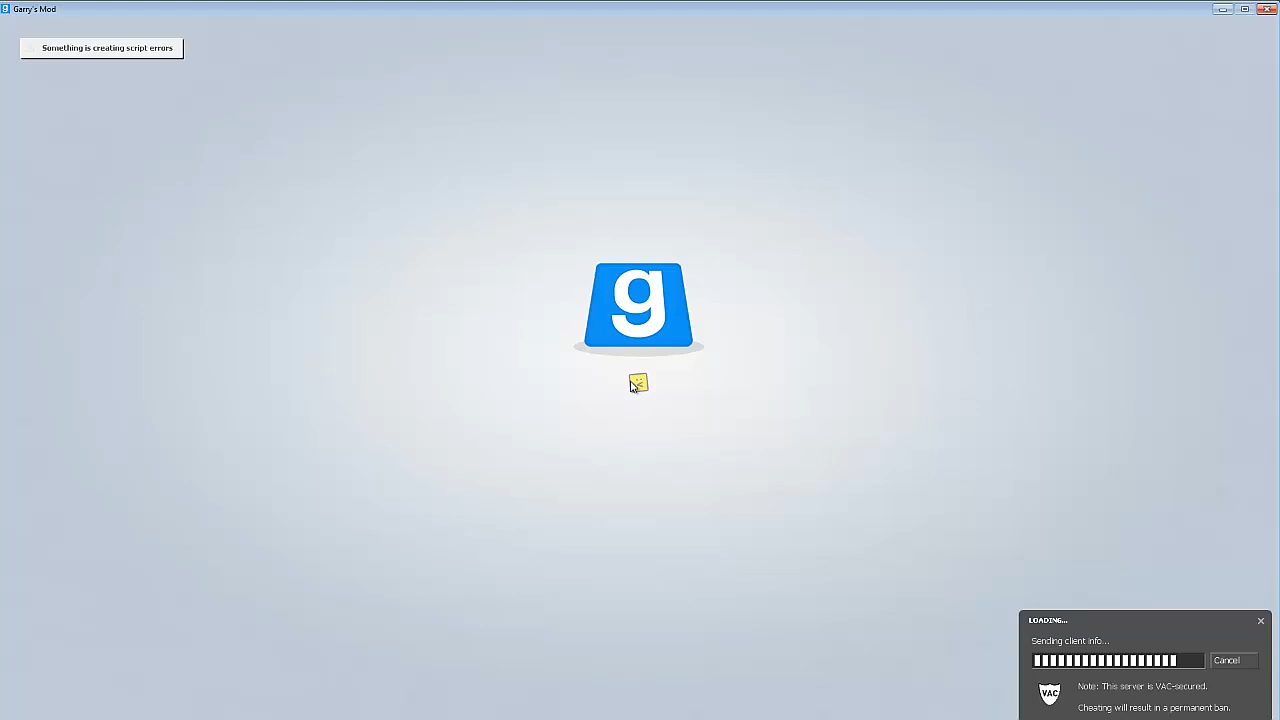 Garry's Mod
Something is creating script errors
g
LOADING...
Sending client info...
Cancel
VAC
Note: This server is VAC-secured.
Cheating will result in a permanent ban.